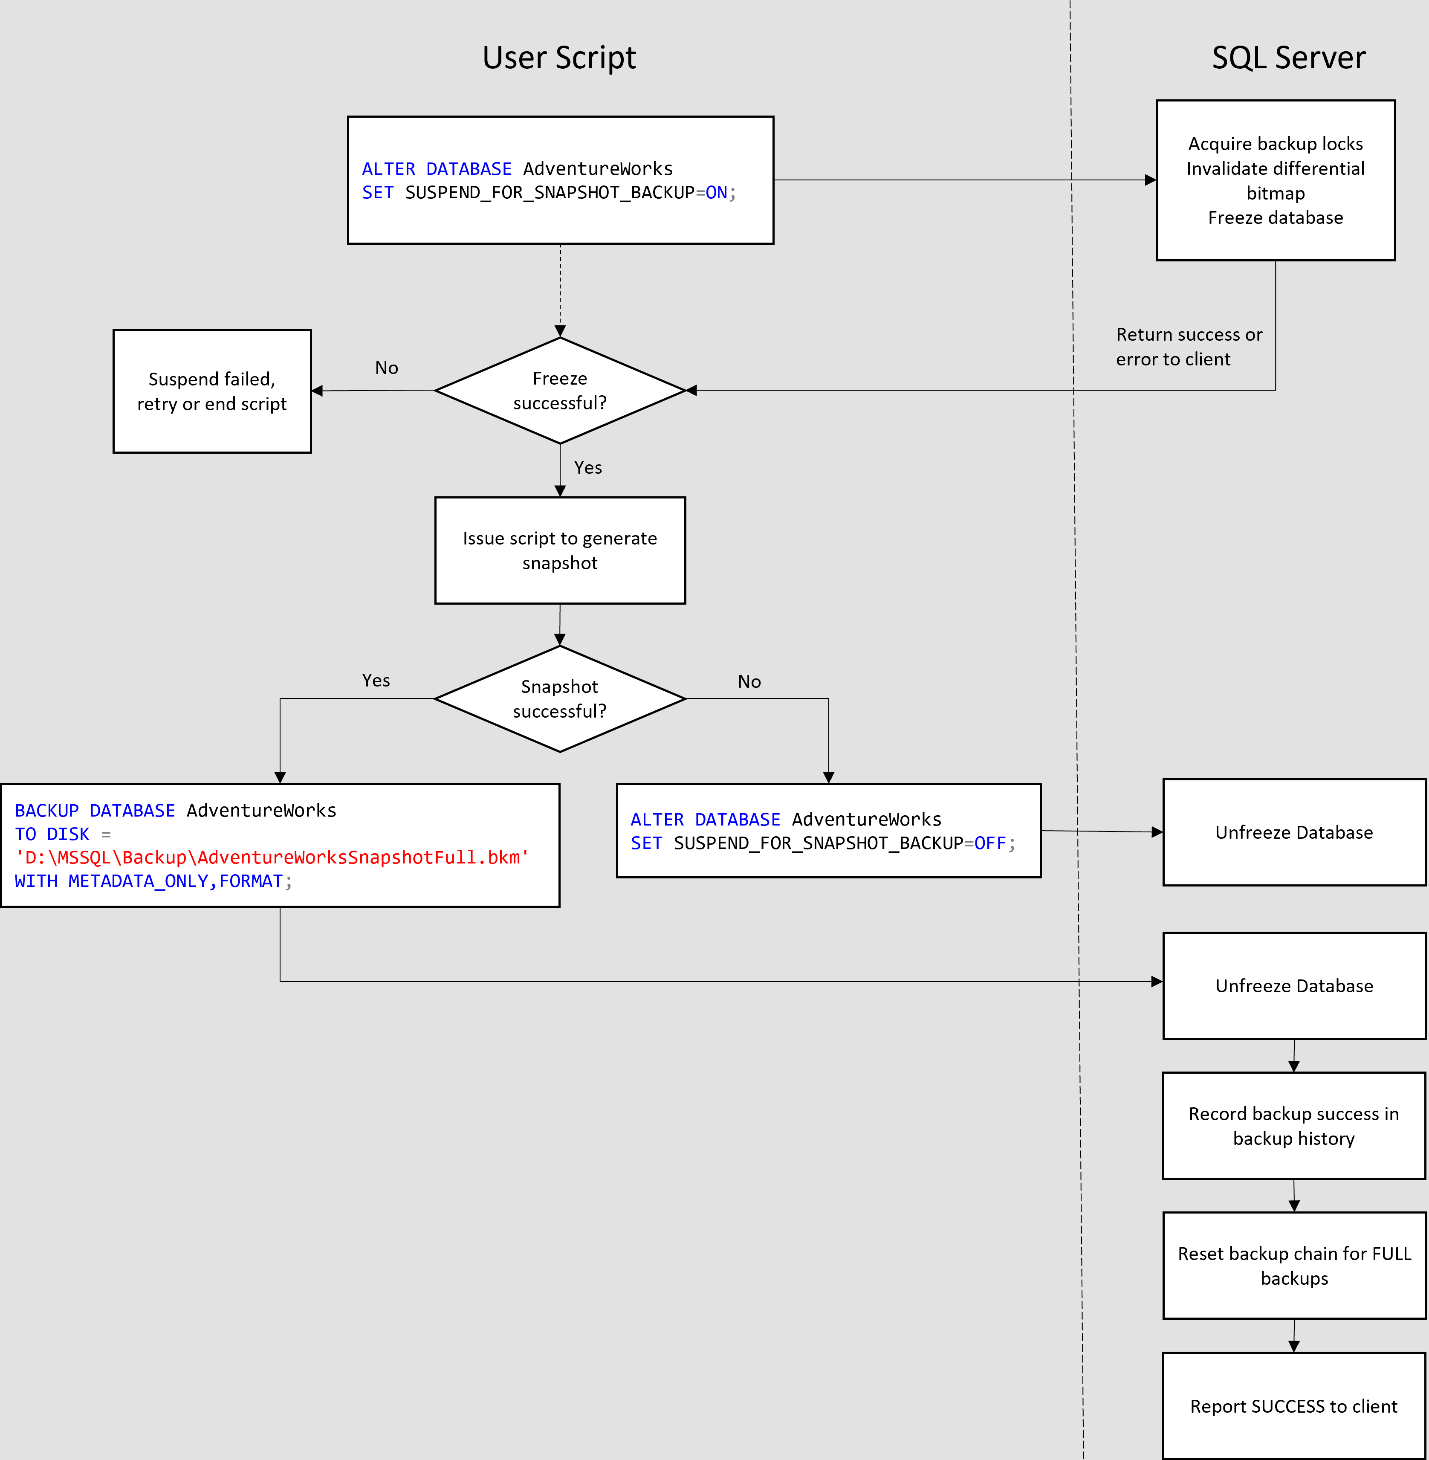 User Script
SQL Server
ALTER DATABASE AdventureWorks
SET SUSPEND_FOR_SNAPSHOT_BACKUP=ON;
Acquire backup locks
Invalidate differential
bitmap
Freeze database
Return success or
error to client
No
Freeze
successful?
Suspend failed,
retry or end script
Yes
Issue script to generate
snapshot
Snapshot
successful?
Yes
No
BACKUP DATABASE AdventureWorks
TO DISK =
'D:\MSSQL\Backup\AdventureWorksSnapshotFull.bkm'
WITH METADATA_ONLY,FORMAT;
ALTER DATABASE AdventureWorks
SET SUSPEND_FOR_SNAPSHOT_BACKUP=OFF;
Unfreeze Database
Unfreeze Database
Record backup success in
backup history
Reset backup chain for FULL
backups
Report SUCCESS to client